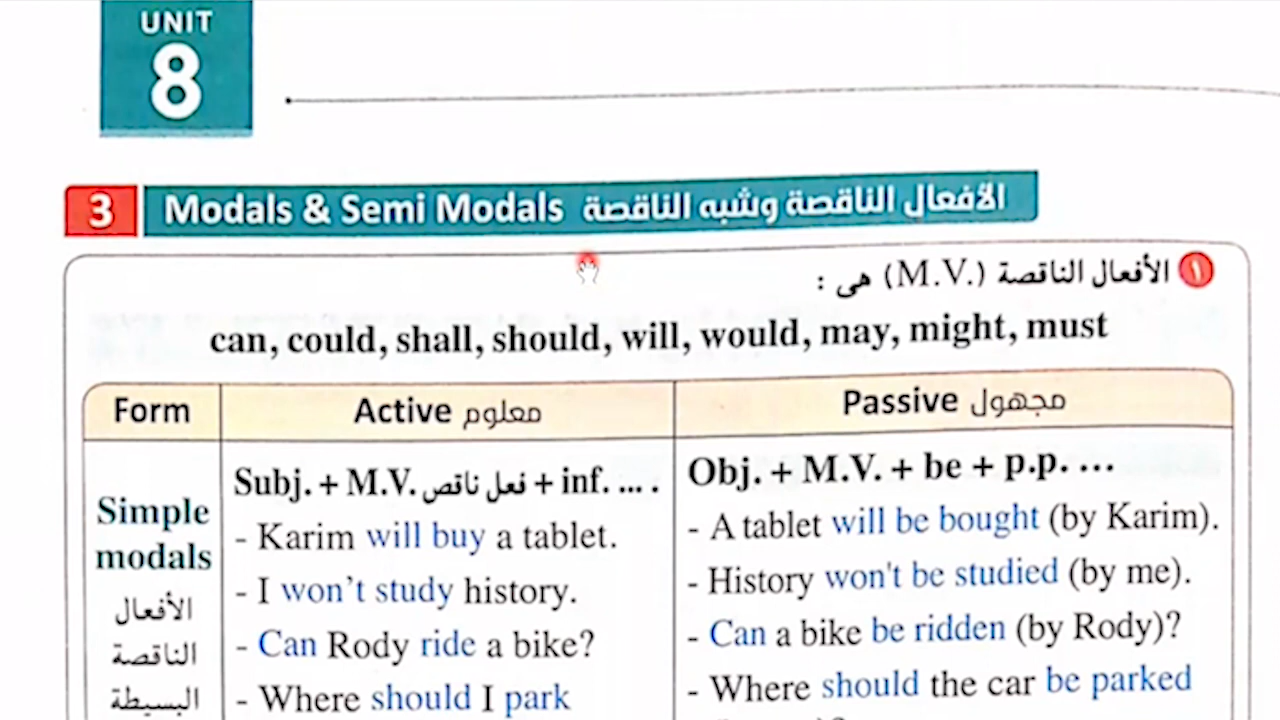 UNIT
8
3 Modals & Semi Modals الأفعال الناقصة وشبه الناقصة
١ الأفعال الناقصة (M.V.) هى :
can, could, shall, should, will, would, may, might, must
Form
Active معلوم
Passive مجهول
Simple
modals
الأفعال
الناقصة
البسيطة
Subj. + M.V. فعل ناقص + inf. ... .
- Karim will buy a tablet.
- I won’t study history.
- Can Rody ride a bike?
- Where should I park
Obj. + M.V. + be + p.p. ...
- A tablet will be bought (by Karim).
- History won't be studied (by me).
- Can a bike be ridden (by Rody)?
- Where should the car be parked